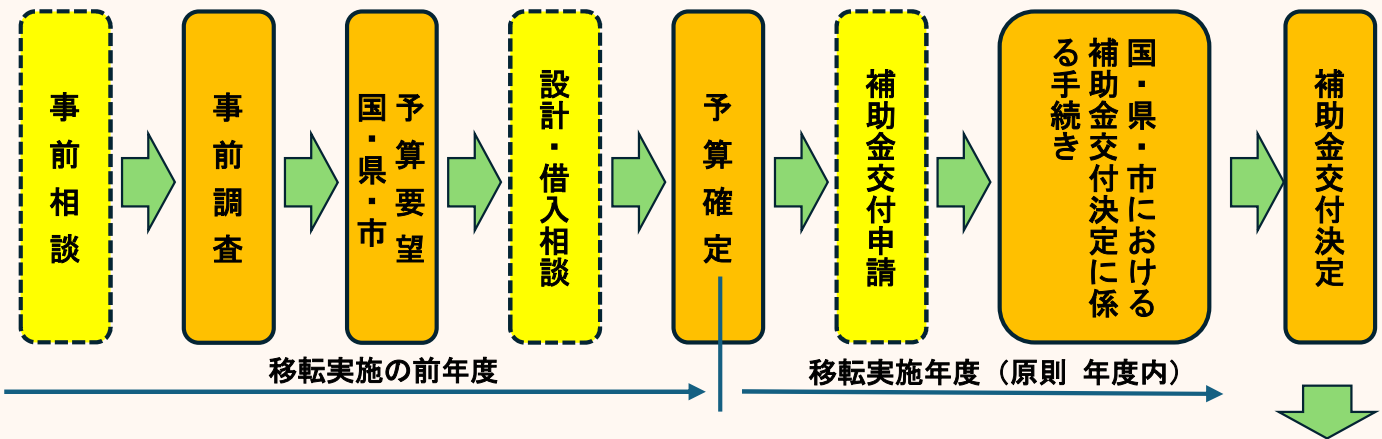 事前相談
事前調査
予算要望
国・県・市
設計・借入相談
予算確定
補助金交付申請
国・県・市における
補助金交付決定に係
る手続き
補助金交付決定
移転実施の前年度
移転実施年度（原則 年度内）